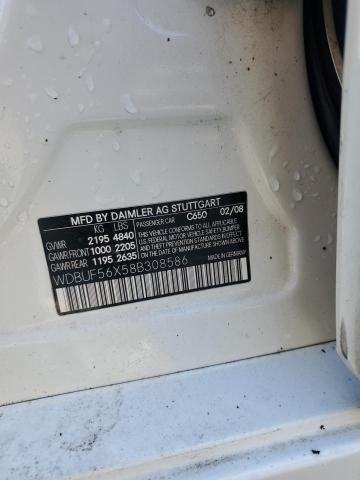 MFD BY DAIMLER AG STUTTGART
KG LBS PASSENGER CAR C650 02/08
GVWR 2195 4840 THIS VEHICLE CONFORMS TO ALL APPLICABLE
GAWR FRONT 1000 2205 U.S. FEDERAL MOTOR VEHICLE SAFETY BUMPER
GAWR REAR 1195 2635 AND THEFT PREVENTION STANDARDS IN
EFFECT ON THE DATE OF MANUFACTURE SHOWN ABOVE
WDBUF56X58B308586
MADE IN GERMANY